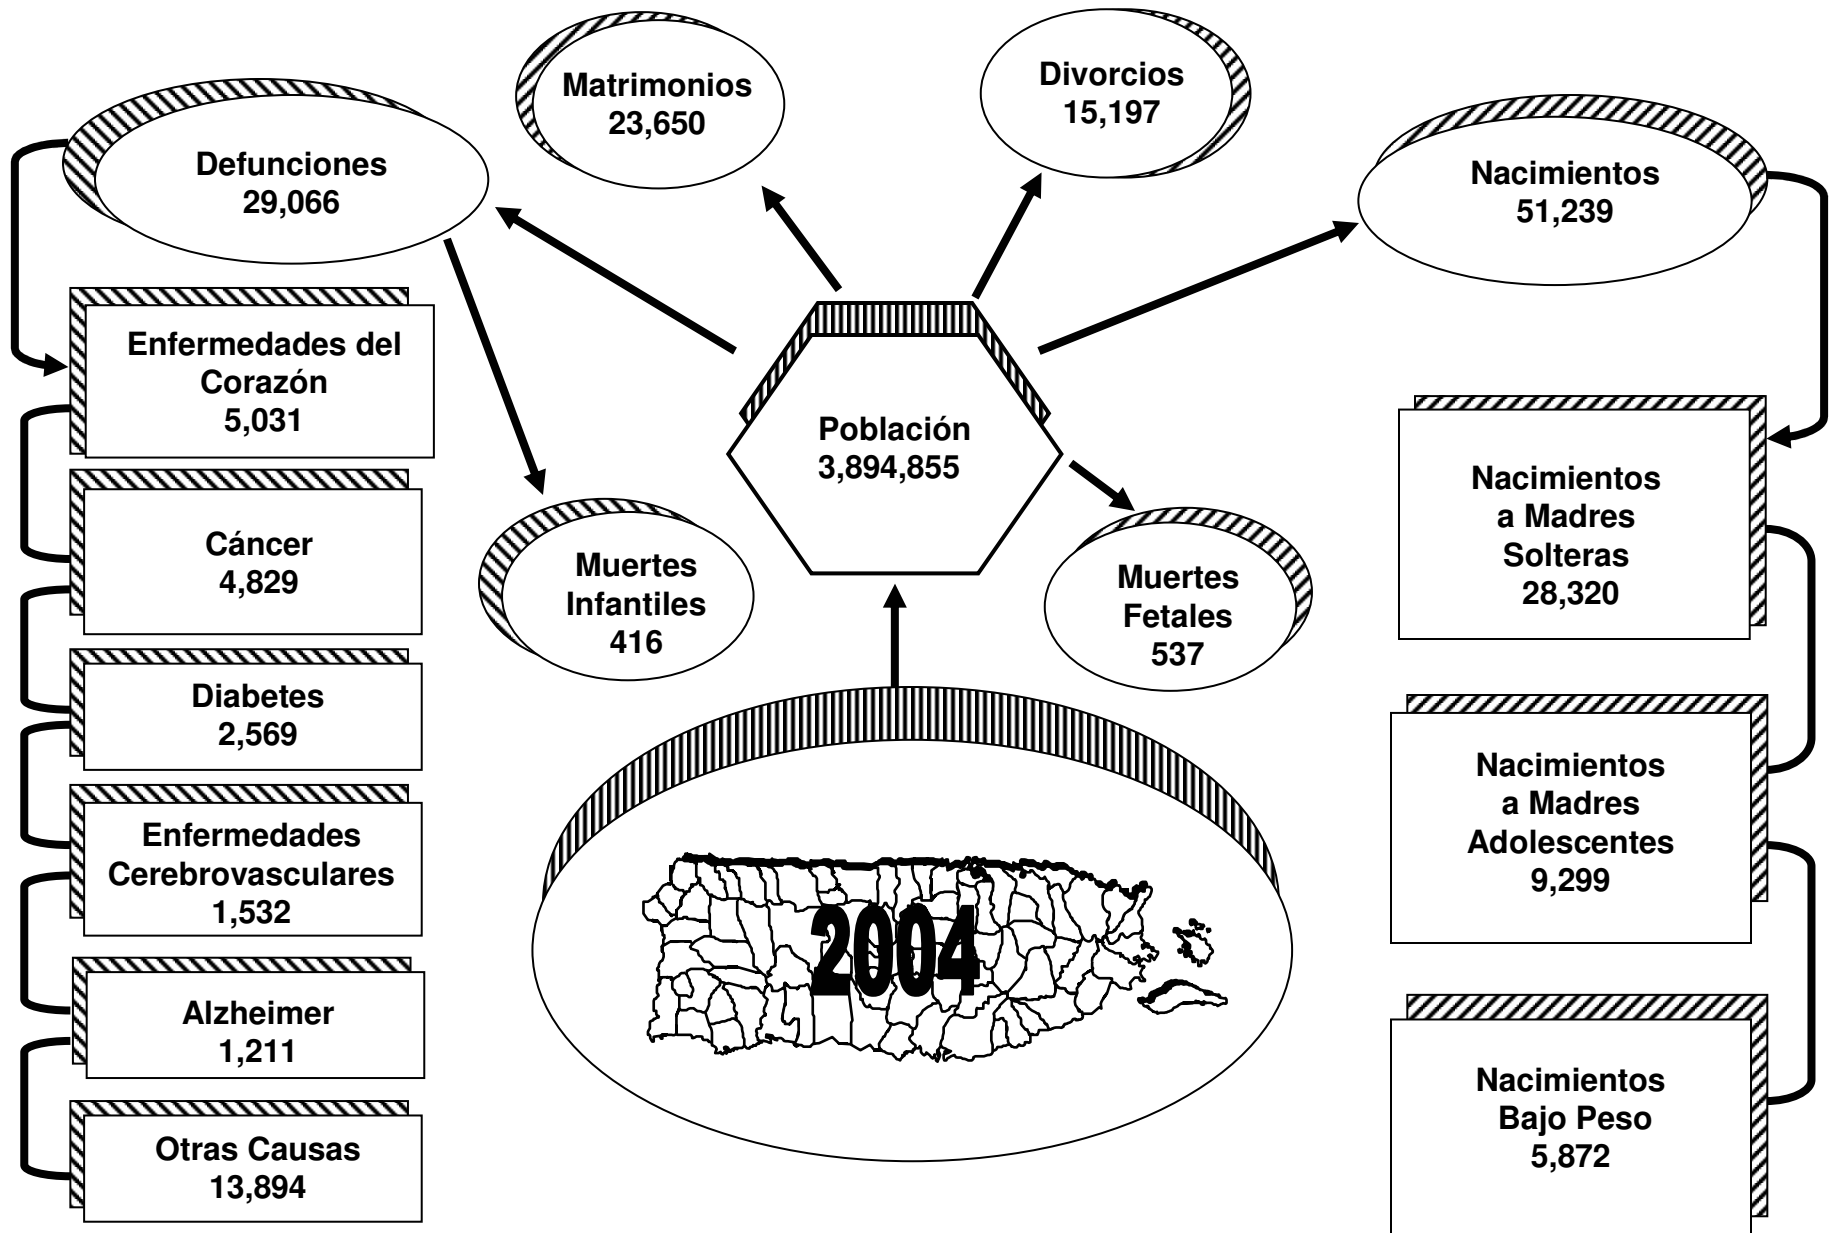 Matrimonios
23,650
Divorcios
15,197
Defunciones
29,066
Nacimientos
51,239
Enfermedades del
Corazón
5,031
Cáncer
4,829
Diabetes
2,569
Enfermedades
Cerebrovasculares
1,532
Alzheimer
1,211
Otras Causas
13,894
Población
3,894,855
Muertes
Infantiles
416
Muertes
Fetales
537
2004
Nacimientos
a Madres
Solteras
28,320
Nacimientos
a Madres
Adolescentes
9,299
Nacimientos
Bajo Peso
5,872